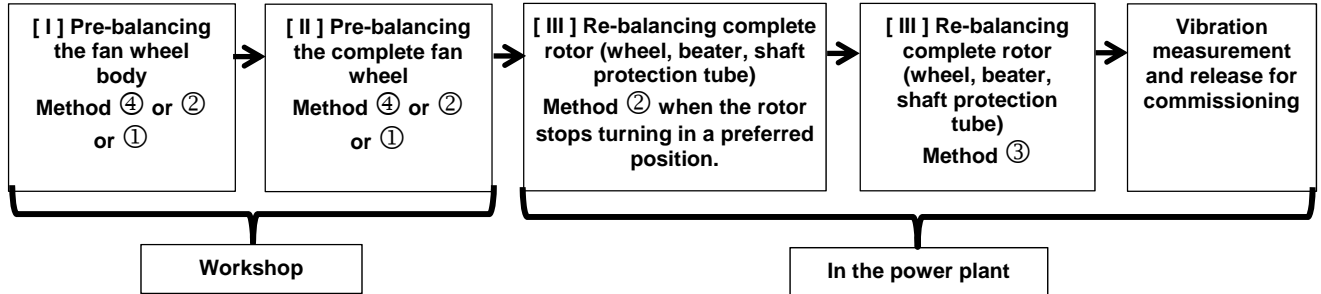 [ I ] Pre-balancing
the fan wheel
body
Method ④ or ②
or ①
[ II ] Pre-balancing
the complete fan
wheel
Method ④ or ②
or ①
[ III ] Re-balancing complete
rotor (wheel, beater, shaft
protection tube)
Method ② when the rotor
stops turning in a preferred
position.
[ III ] Re-balancing
complete rotor
(wheel, beater,
shaft protection
tube)
Method ③
Vibration
measurement
and release for
commissioning
Workshop
In the power plant